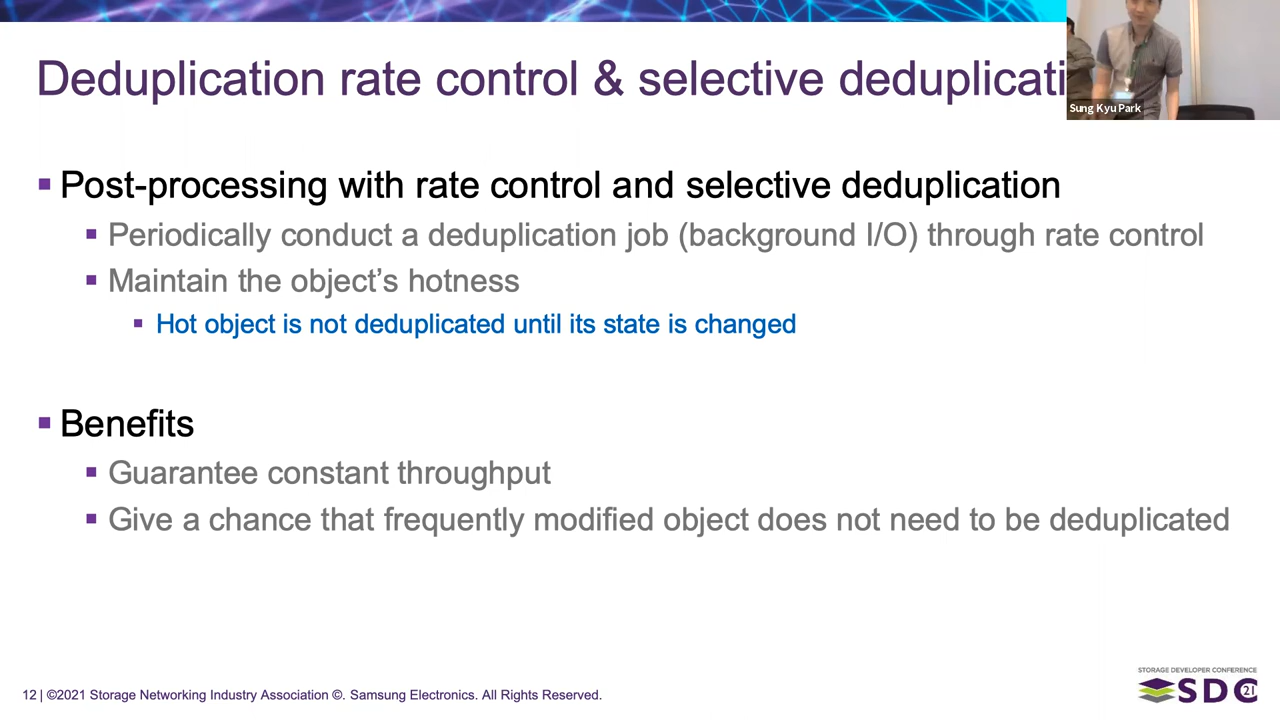 Deduplication rate control & selective deduplicati
Sung Kyu Park
Post-processing with rate control and selective deduplication
Periodically conduct a deduplication job (background I/O) through rate control
Maintain the object's hotness
Hot object is not deduplicated until its state is changed
Benefits
Guarantee constant throughput
Give a chance that frequently modified object does not need to be deduplicated
12 | ©2021 Storage Networking Industry Association ©. Samsung Electronics. All Rights Reserved.
STORAGE DEVELOPER CONFERENCE
SDC 21